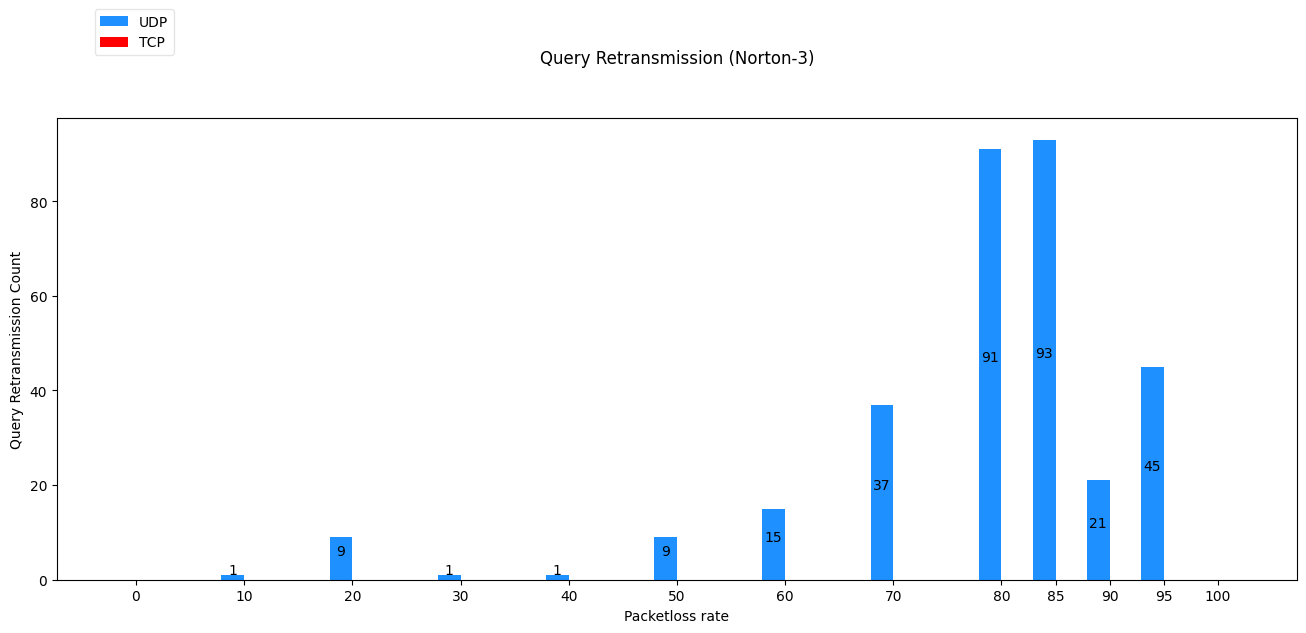 UDP
TCP
Query Retransmission (Norton-3)
Query Retransmission Count
80
60
40
20
0
1
9
1
1
9
15
37
91
93
21
45
0 10 20 30 40 50 60 70 80 85 90 95 100
Packetloss rate